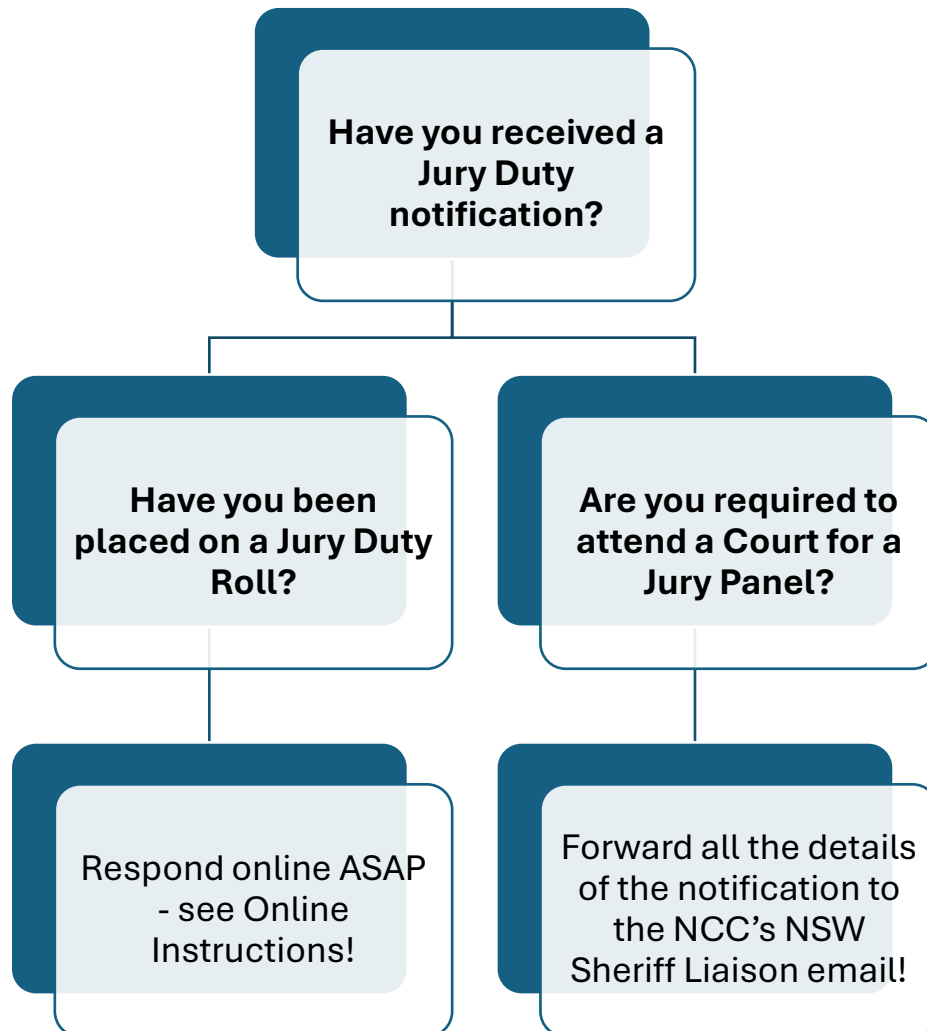 Have you received a
Jury Duty
notification?
Have you been
placed on a Jury Duty
Roll?
Are you required to
attend a Court for a
Jury Panel?
Respond online ASAP
- see Online
Instructions!
Forward all the details
of the notification to
the NCC’s NSW
Sheriff Liaison email!